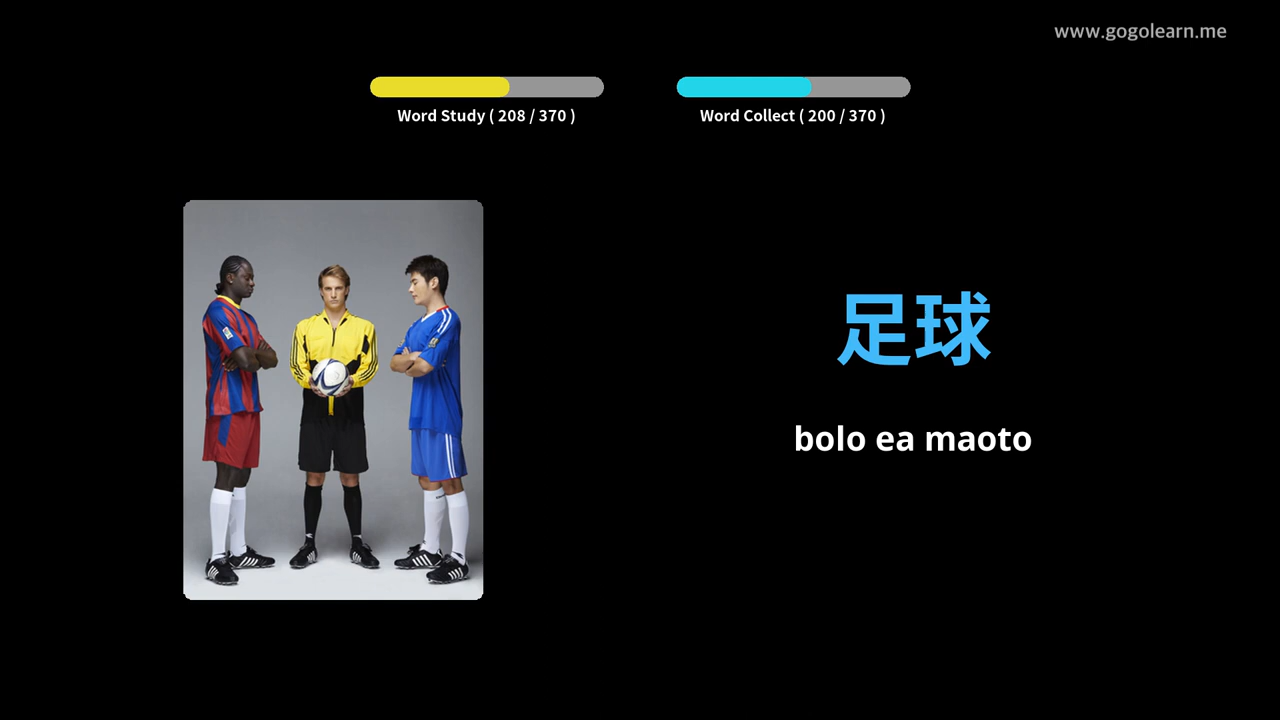 www.gogolearn.me
Word Study ( 208 / 370 )
Word Collect ( 200 / 370 )
足球
bolo ea maoto